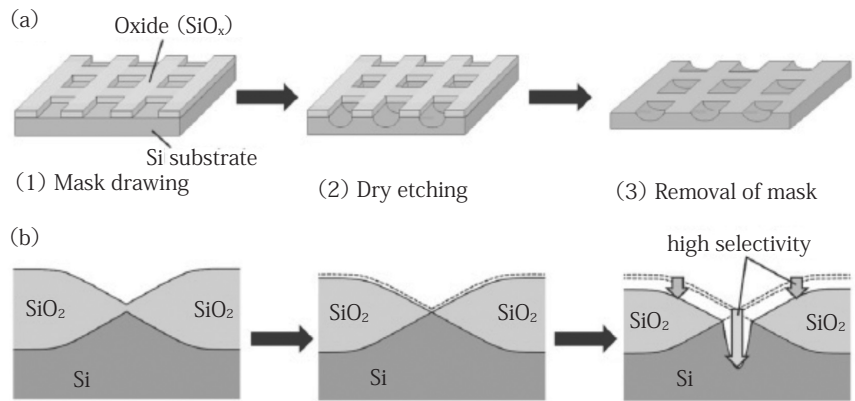 (a)
Oxide (SiOₓ)
Si substrate
(1) Mask drawing
(2) Dry etching
(3) Removal of mask
(b)
high selectivity
SiO₂
SiO₂
Si
SiO₂
SiO₂
Si
SiO₂
SiO₂
Si